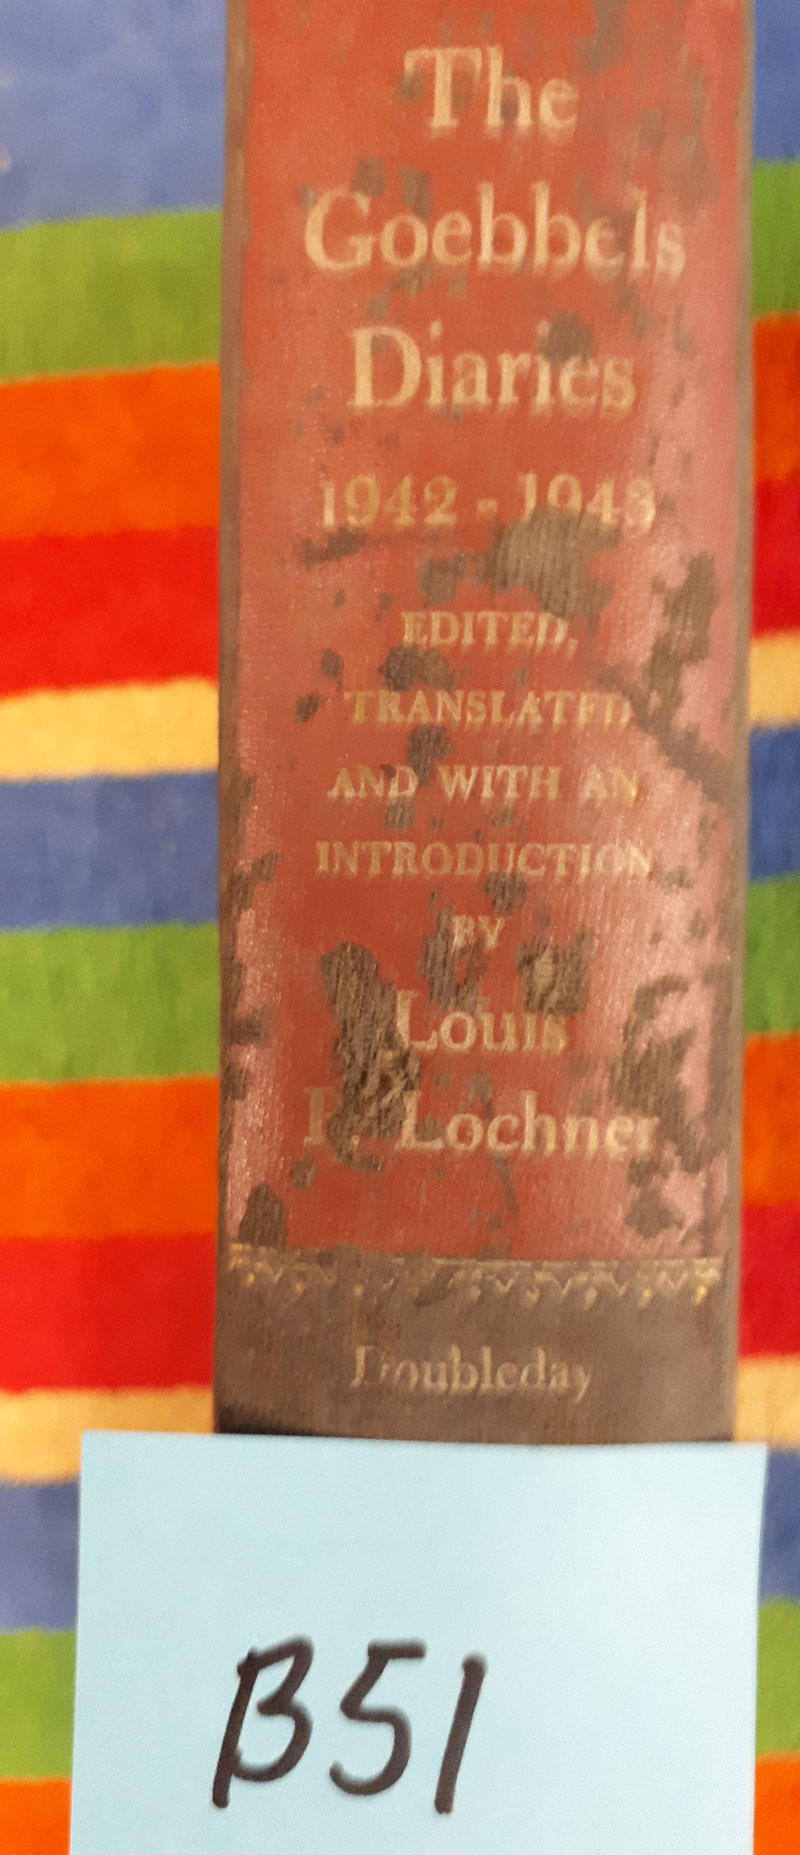 The
Goebbels
Diaries
1942 - 1943
EDITED,
TRANSLATED
AND WITH AN
INTRODUCTION
BY
Louis
P. Lochner
Doubleday
B51